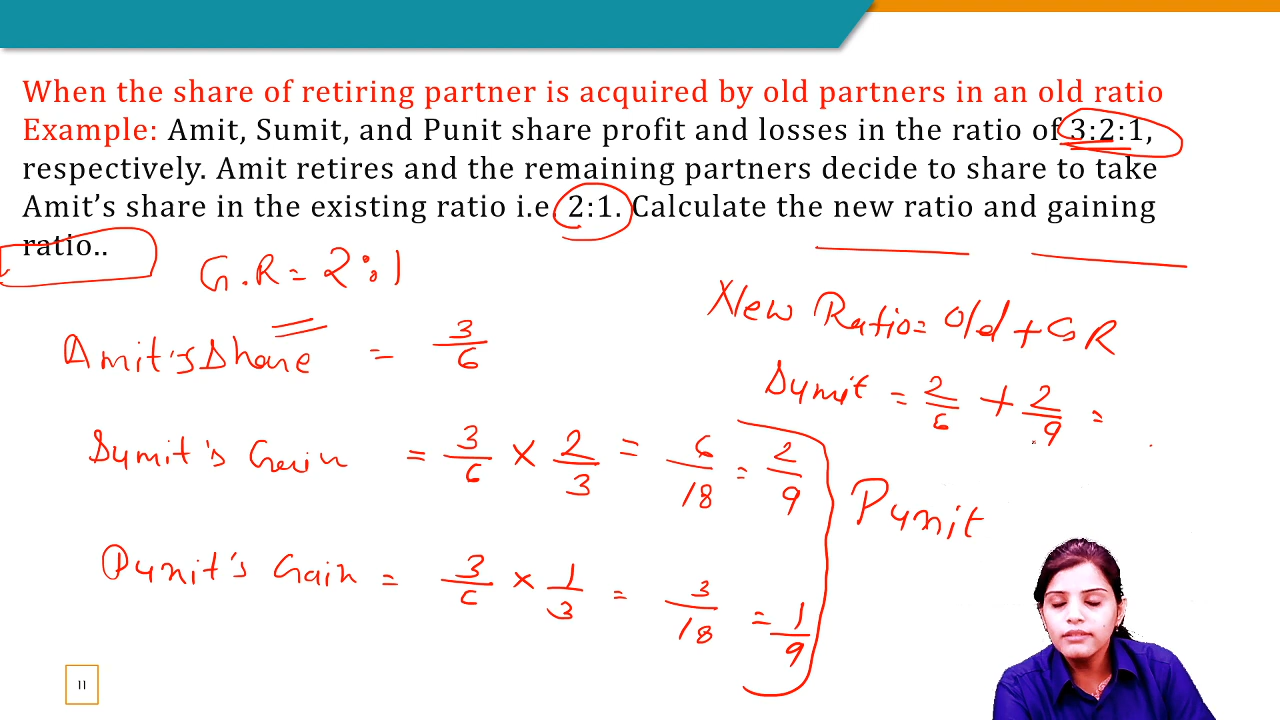 When the share of retiring partner is acquired by old partners in an old ratio
Example: Amit, Sumit, and Punit share profit and losses in the ratio of 3:2:1,
respectively. Amit retires and the remaining partners decide to share to take
Amit’s share in the existing ratio i.e. 2:1. Calculate the new ratio and gaining
ratio..
G.R = 2:1
Amit's Share = 3/6
Sumit's Gain = 3/6 × 2/3 = 6/18 = 2/9
Punit's Gain = 3/6 × 1/3 = 3/18 = 1/9
New Ratio = Old + GR
Sumit = 2/6 + 2/9 =
Punit
11